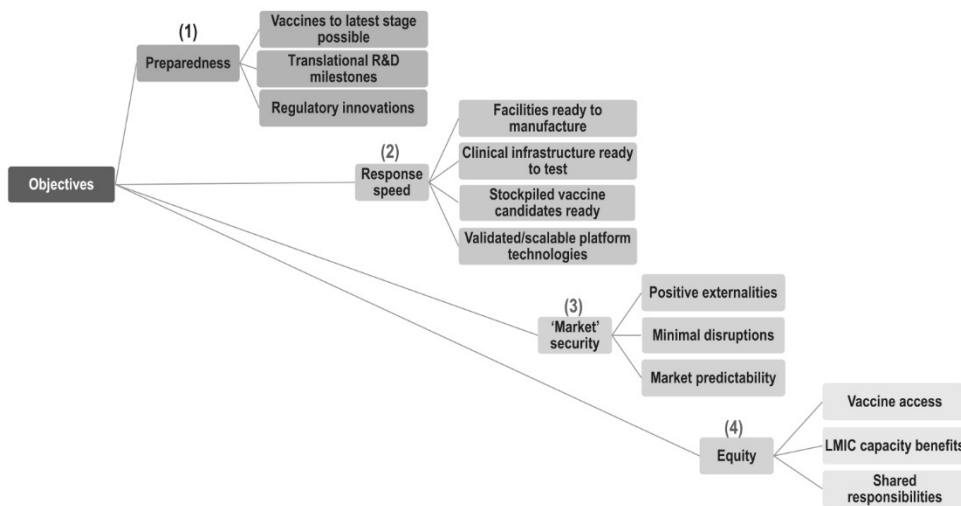 Objectives
(1)
Preparedness
Vaccines to latest stage
possible
Translational R&D
milestones
Regulatory innovations
(2)
Response
speed
Facilities ready to
manufacture
Clinical infrastructure ready
to test
Stockpiled vaccine
candidates ready
Validated/scalable platform
technologies
(3)
‘Market’
security
Positive externalities
Minimal disruptions
Market predictability
(4)
Equity
Vaccine access
LMIC capacity benefits
Shared
responsibilities